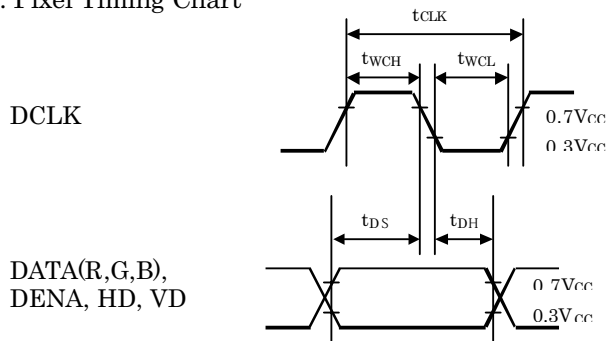 . Pixel Timing Chart
tCLK
tWCH
tWCL
DCLK
0.7VCC
0.3VCC
tDS
tDH
DATA(R,G,B),
DENA, HD, VD
0.7VCC
0.3VCC